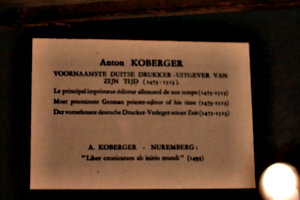 Anton KOBERGER
VOORNAAMSTE DUITSE DRUKKER-UITGEVER VAN
ZIJN TIJD (1473-1513).
Le principal imprimeur-éditeur allemand de son temps (1473-1513)
Most prominent German printer-editor of his time (1473-1513)
Der vornehmste deutsche Drucker-Verleger seiner Zeit (1473-1513)
A. KOBERGER - NUREMBERG:
"Liber cronicarum ab initio mundi" (1493)